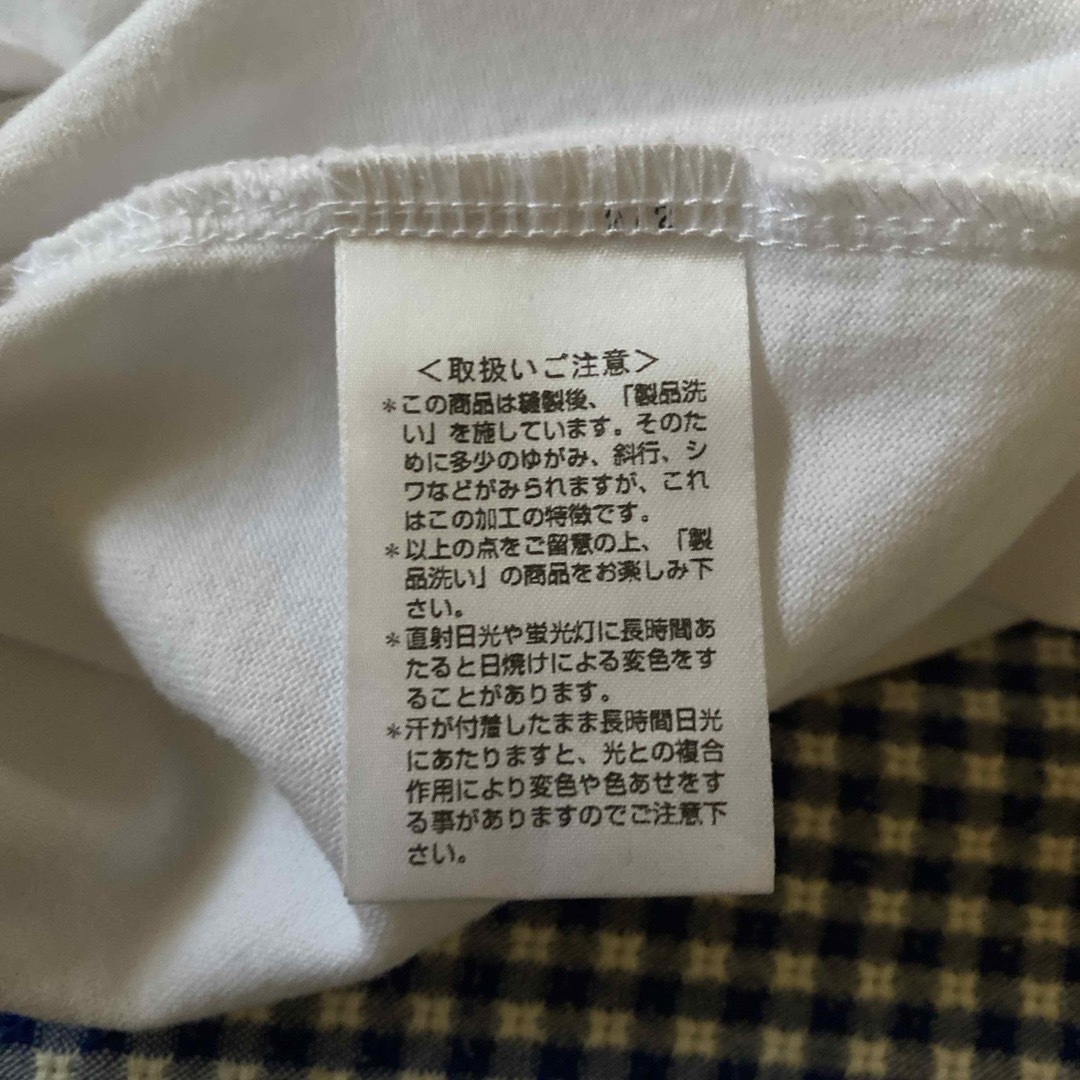 ＜取扱いご注意＞
＊この商品は縫製後、「製品洗
い」を施しています。そのた
めに多少のゆがみ、斜行、シ
ワなどがみられますが、これ
はこの加工の特徴です。
＊以上の点をご留意の上、「製
品洗い」の商品をお楽しみ下
さい。
＊直射日光や蛍光灯に長時間あ
たると日焼けによる変色をす
ることがあります。
＊汗が付着したまま長時間日光
にあたりますと、光との複合
作用により変色や色あせをす
る事がありますのでご注意下
さい。